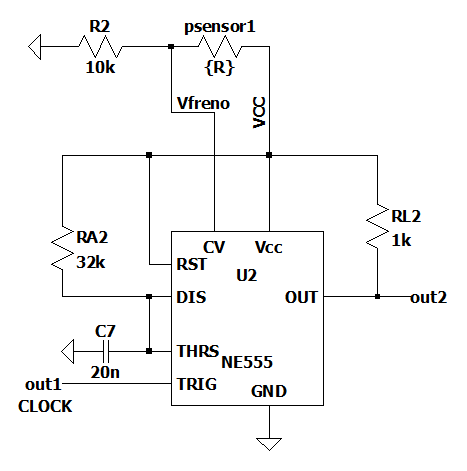 R2
psensor1
10k
{R}
Vfreno
VCC
RA2
32k
RL2
1k
CV
Vcc
RST
U2
DIS
OUT
out2
C7
20n
THRS
NE555
out1
TRIG
CLOCK
GND